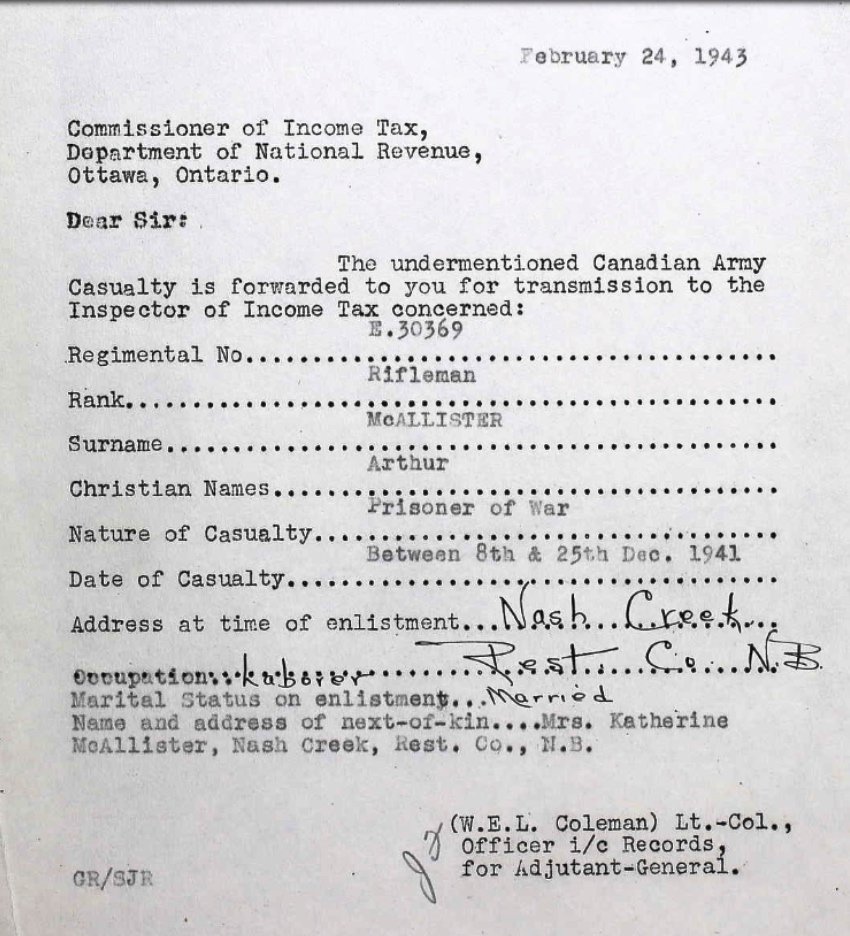 February 24, 1943
Commissioner of Income Tax,
Department of National Revenue,
Ottawa, Ontario.
Dear Sir:
The undermentioned Canadian Army
Casualty is forwarded to you for transmission to the
Inspector of Income Tax concerned:
E.30369
Regimental No........................................
Rifleman
Rank.................................................
McALLISTER
Surname..............................................
Arthur
Christian Names......................................
Prisoner of War
Nature of Casualty...................................
Between 8th & 25th Dec. 1941
Date of Casualty.....................................
Address at time of enlistment...Nash Creek...
Rest. Co. N.B.
Occupation...Laborer
Marital Status on enlistment...Married
Name and address of next-of-kin....Mrs. Katherine
McAllister, Nash Creek, Rest. Co., N.B.
(W.E.L. Coleman) Lt.-Col.,
Officer i/c Records,
for Adjutant-General.
GR/SJR